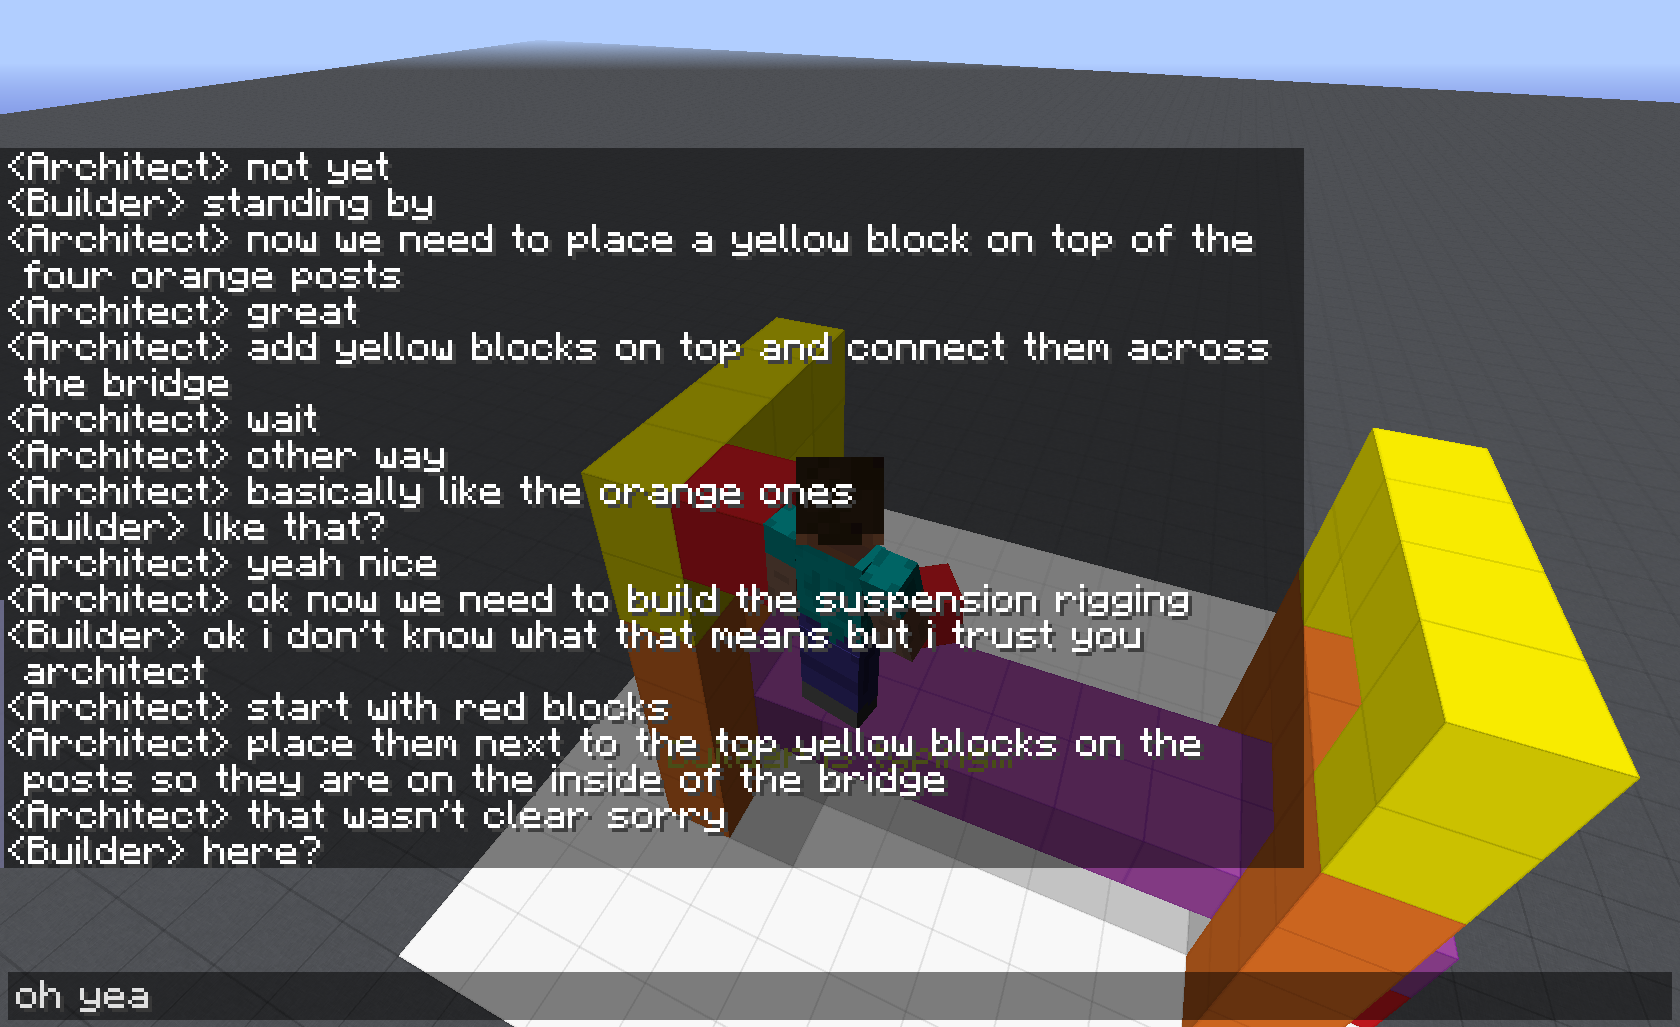 <Architect> not yet
<Builder> standing by
<Architect> now we need to place a yellow block on top of the
four orange posts
<Architect> great
<Architect> add yellow blocks on top and connect them across
the bridge
<Architect> wait
<Architect> other way
<Architect> basically like the orange ones
<Builder> like that?
<Architect> yeah nice
<Architect> ok now we need to build the suspension rigging
<Builder> ok i don't know what that means but i trust you
architect
<Architect> start with red blocks
<Architect> place them next to the top yellow blocks on the
Builder is typing...
posts so they are on the inside of the bridge
<Architect> that wasn't clear sorry
<Builder> here?
oh yea